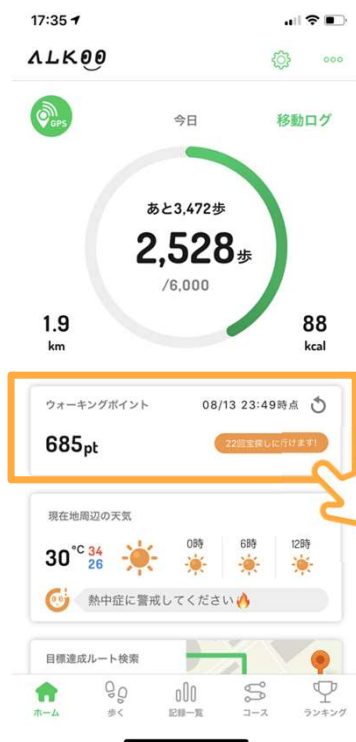 17:35
ALKOO
GPS
今日
移動ログ
あと3,472歩
2,528歩
/6,000
1.9
km
88
kcal
ウォーキングポイント
08/13 23:49時点
685pt
22回宝探しに行けます!
現在地周辺の天気
30℃
34
26
0時
6時
12時
熱中症に警戒してください🔥
目標達成ルート検索
ホーム
歩く
記録一覧
コース
ランキング